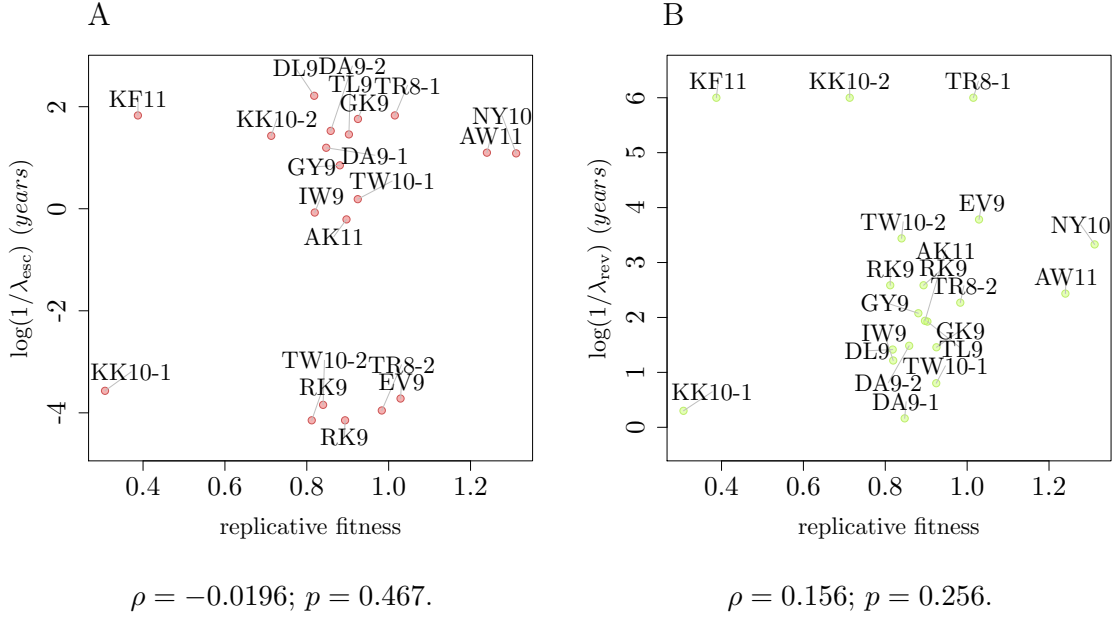 A
DL9
DA9-2
TL9
TR8-1
KF11
GK9
KK10-2
NY10
AW11
GY9
DA9-1
IW9
TW10-1
AK11
TW10-2
TR8-2
KK10-1
RK9
EV9
RK9
2
0
-2
-4
log(1/λesc) (years)
0.4 0.6 0.8 1.0 1.2
replicative fitness
ρ = −0.0196; p = 0.467.
B
KF11
KK10-2
TR8-1
EV9
TW10-2
NY10
AK11
RK9
RK9
TR8-2
AW11
GY9
IW9
GK9
DL9
TL9
TW10-1
DA9-2
KK10-1
DA9-1
6
5
4
3
2
1
0
log(1/λrev) (years)
0.4 0.6 0.8 1.0 1.2
replicative fitness
ρ = 0.156; p = 0.256.